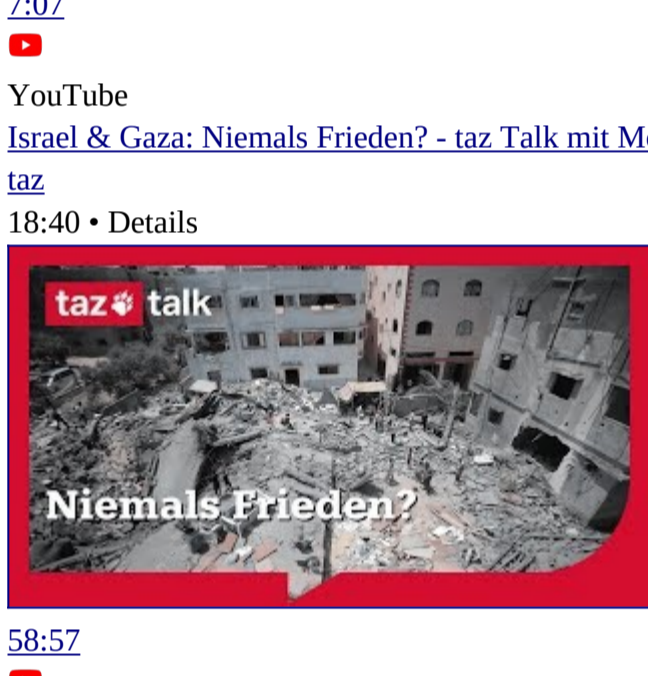 7:07
YouTube
Israel & Gaza: Niemals Frieden? - taz Talk mit
taz
18:40 • Details
taz talk
Niemals Frieden?
58:57